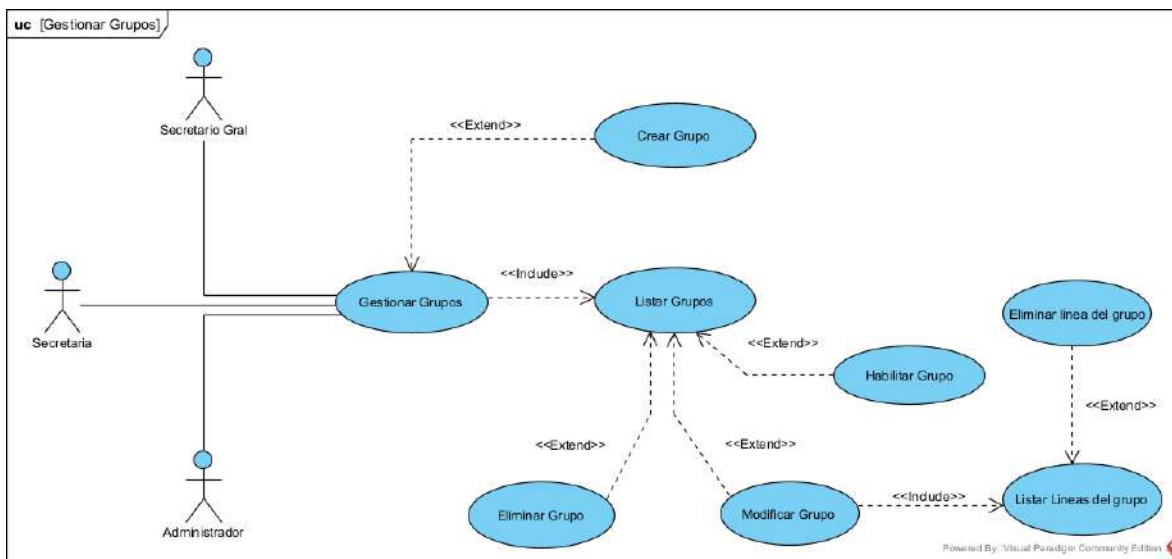 uc [Gestionar Grupos]
Secretario Gral
<<Extend>>
Crear Grupo
Secretaria
Gestionar Grupos
<<Include>>
Listar Grupos
Eliminar linea del grupo
<<Extend>>
Habilitar Grupo
<<Extend>>
<<Extend>>
<<Extend>>
Administrador
Eliminar Grupo
Modificar Grupo
<<Include>>
Listar Lineas del grupo
Powered By: Visual Paradigm Community Edition